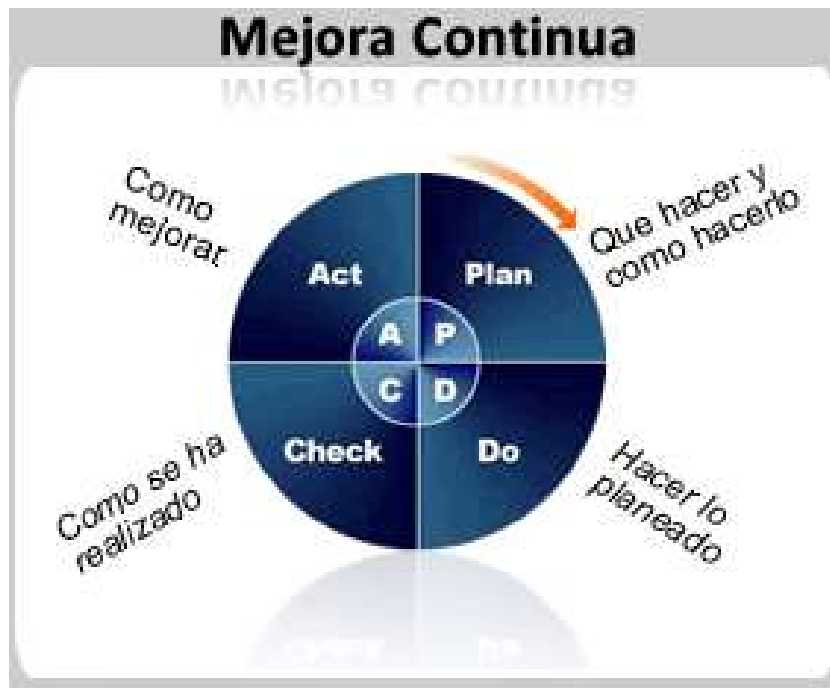 Mejora Continua
Como
mejorar
Que hacer y
como hacerlo
Act
Plan
A
P
C
D
Check
Do
Como se ha
realizado
Hacer lo
planeado